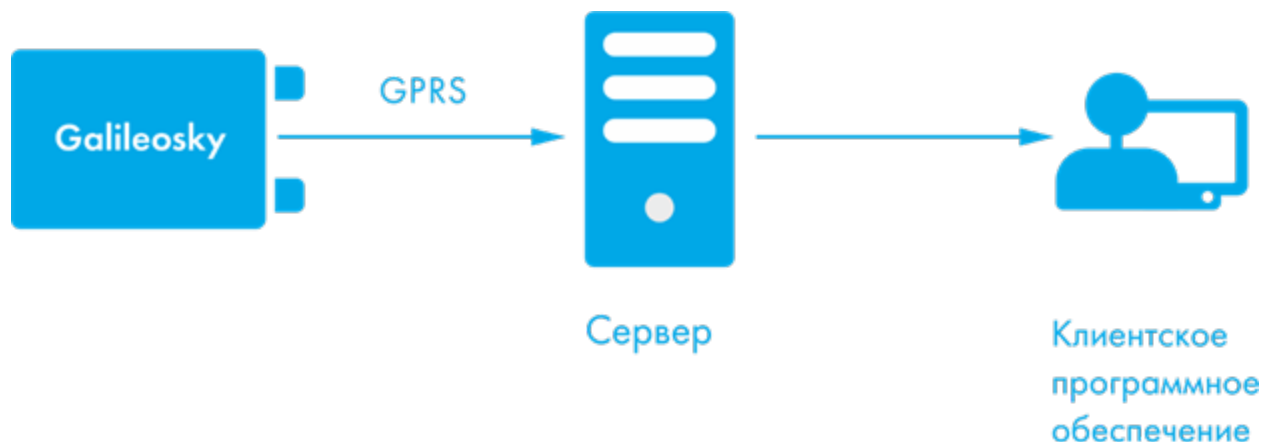 Galileosky
GPRS
Сервер
Клиентское
программное
обеспечение